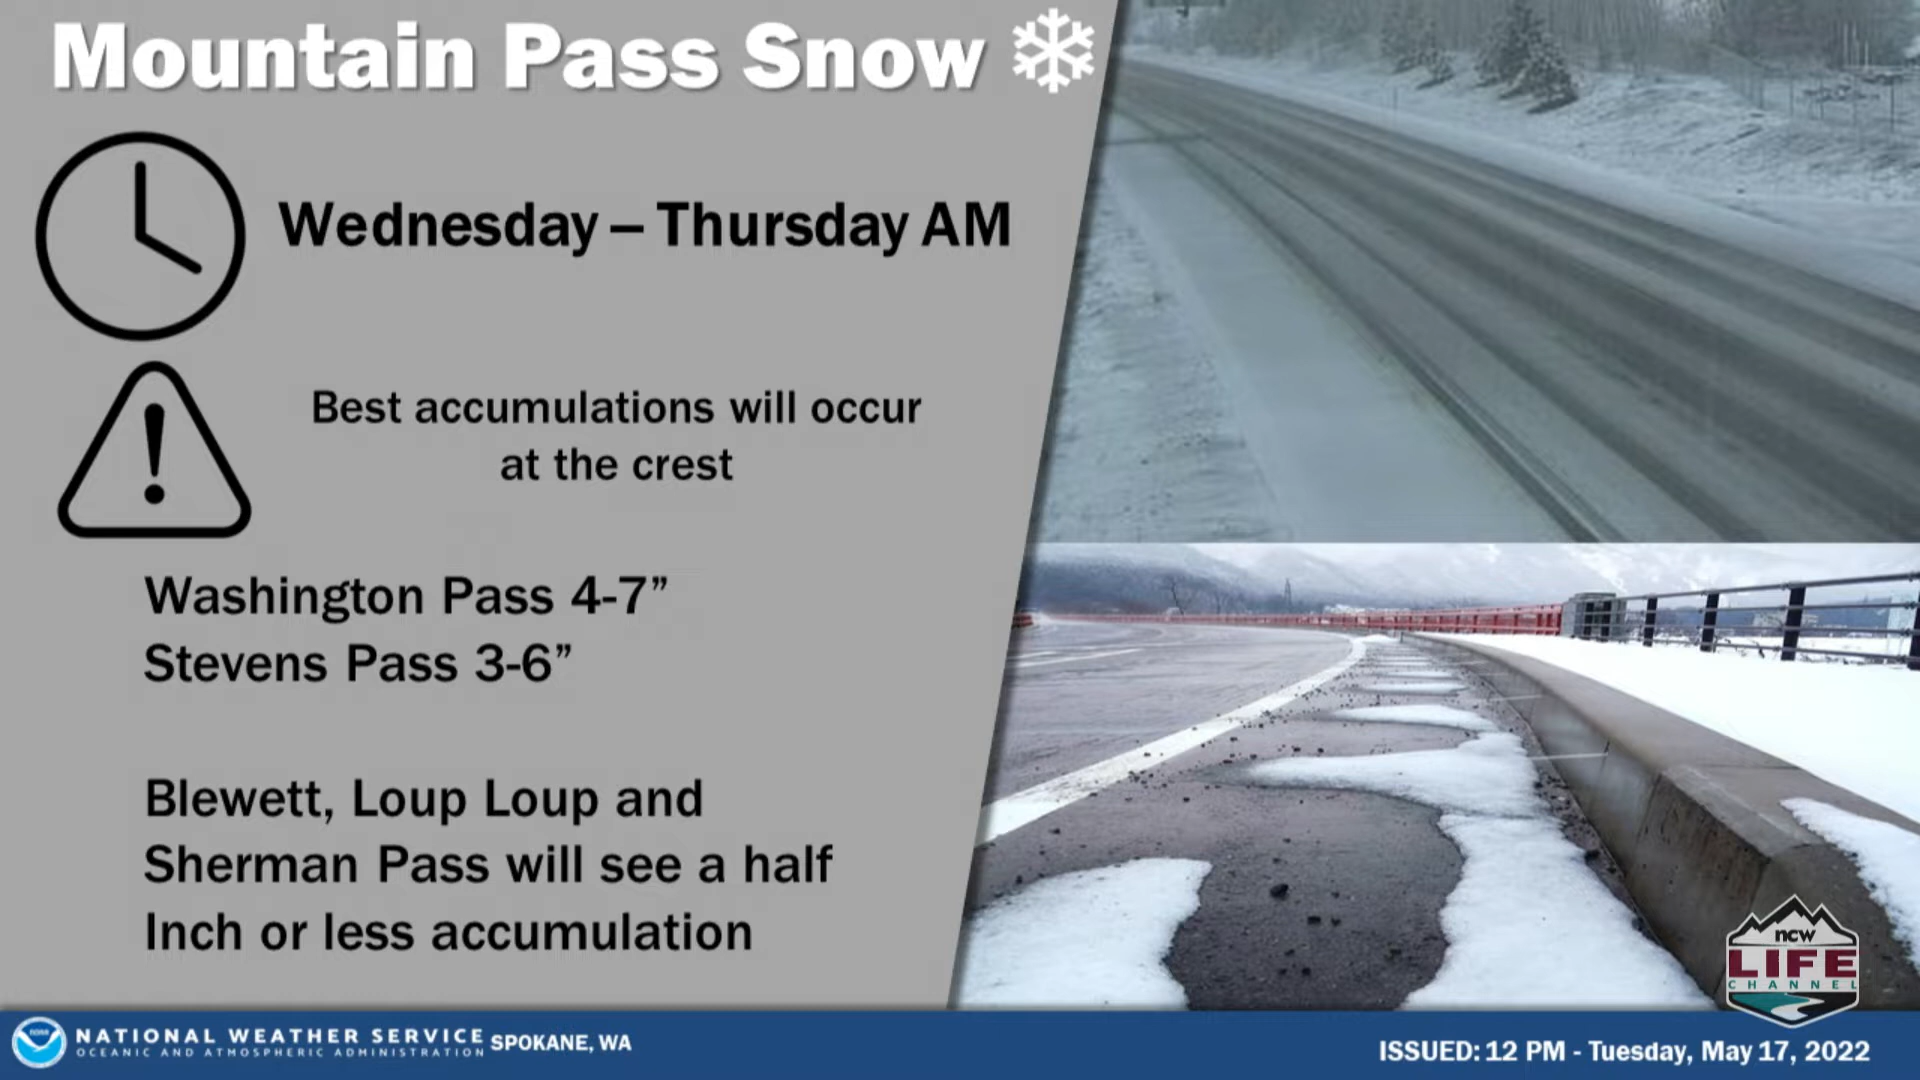 Mountain Pass Snow
Wednesday – Thursday AM
Best accumulations will occur
at the crest
Washington Pass 4-7”
Stevens Pass 3-6”
Blewett, Loup Loup and
Sherman Pass will see a half
Inch or less accumulation
ncw
LIFE
CHANNEL
NOAA
NATIONAL WEATHER SERVICE
OCEANIC AND ATMOSPHERIC ADMINISTRATION
SPOKANE, WA
ISSUED: 12 PM - Tuesday, May 17, 2022